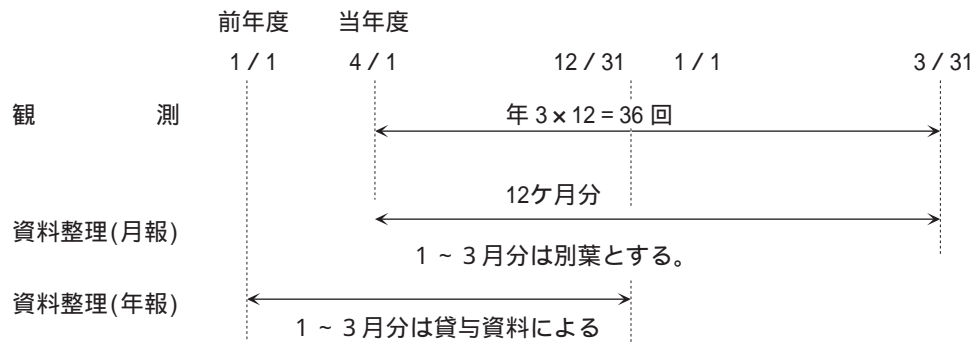 前年度 当年度
1/1 4/1 12/31 1/1 3/31
観 測 年3×12=36回
12ケ月分
資料整理(月報)
1~3月分は別葉とする。
資料整理(年報)
1~3月分は貸与資料による